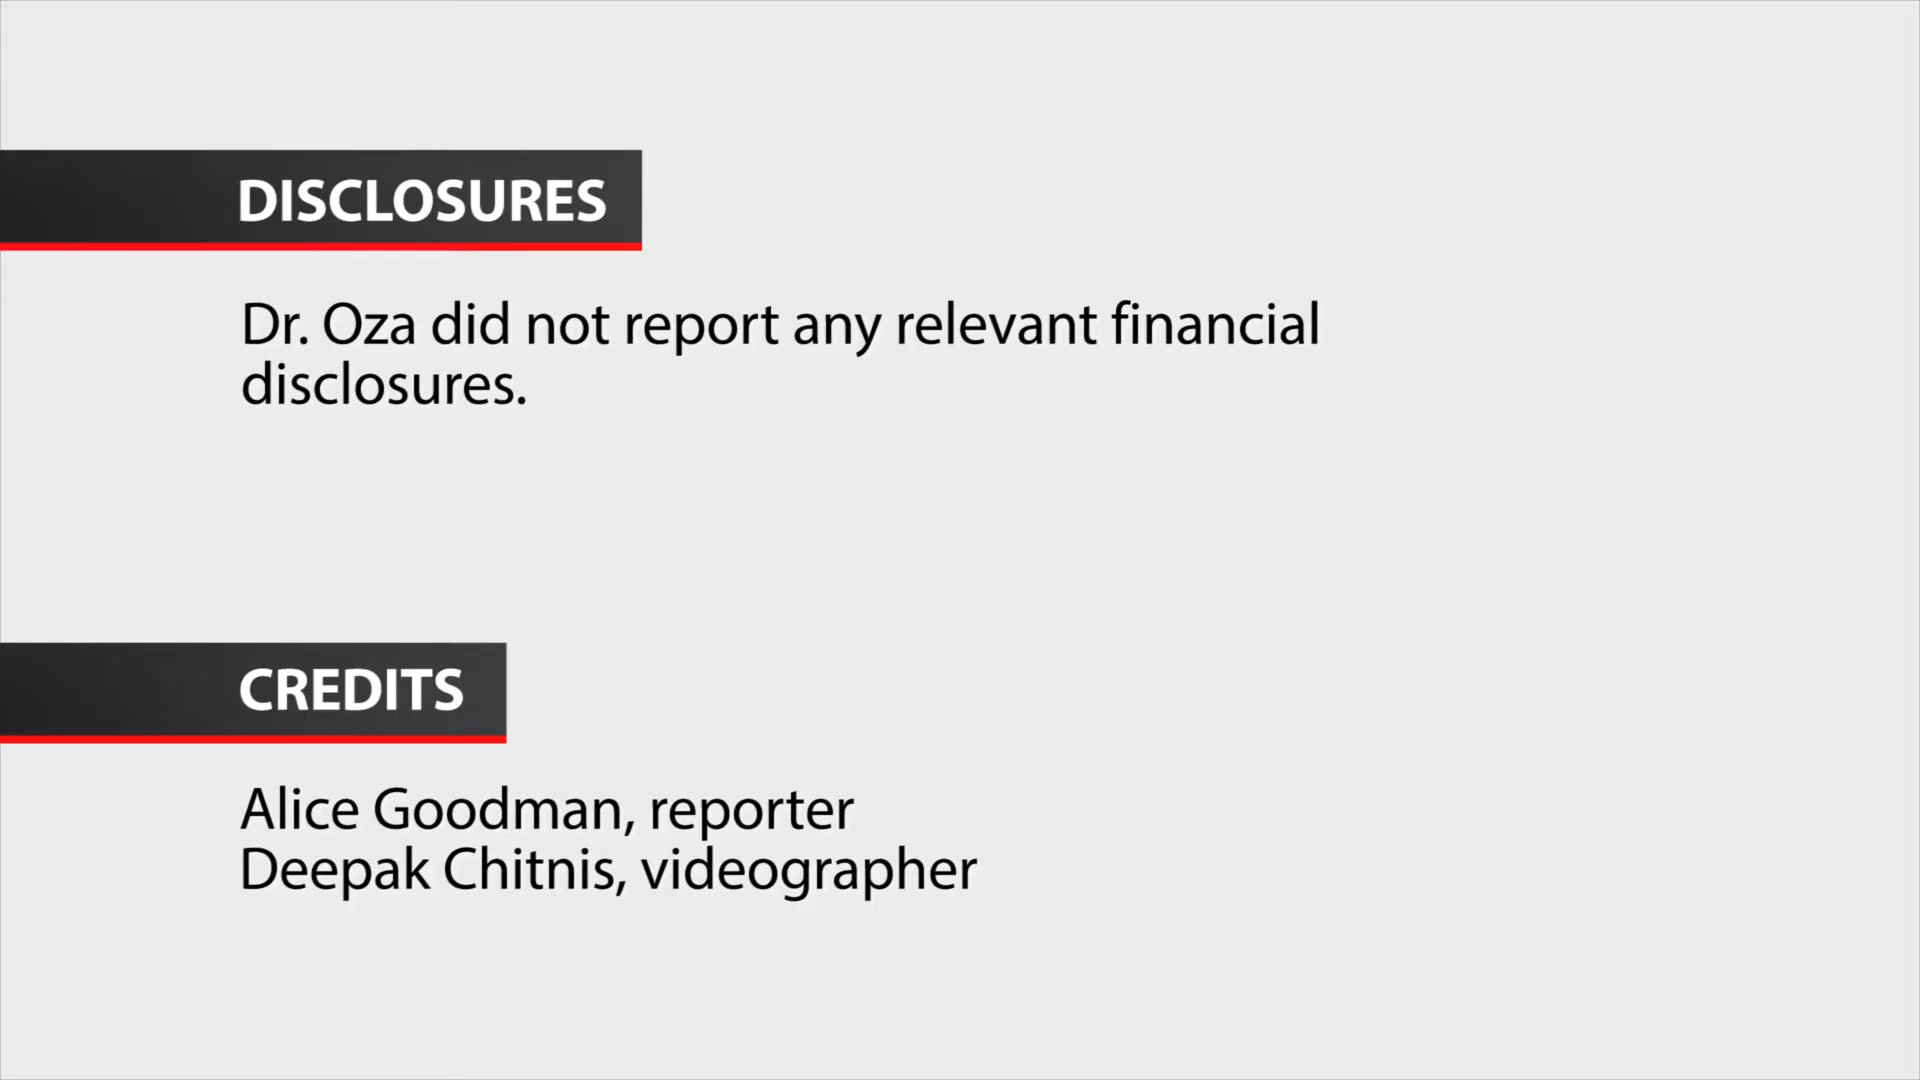 DISCLOSURES
Dr. Oza did not report any relevant financial
disclosures.
CREDITS
Alice Goodman, reporter
Deepak Chitnis, videographer